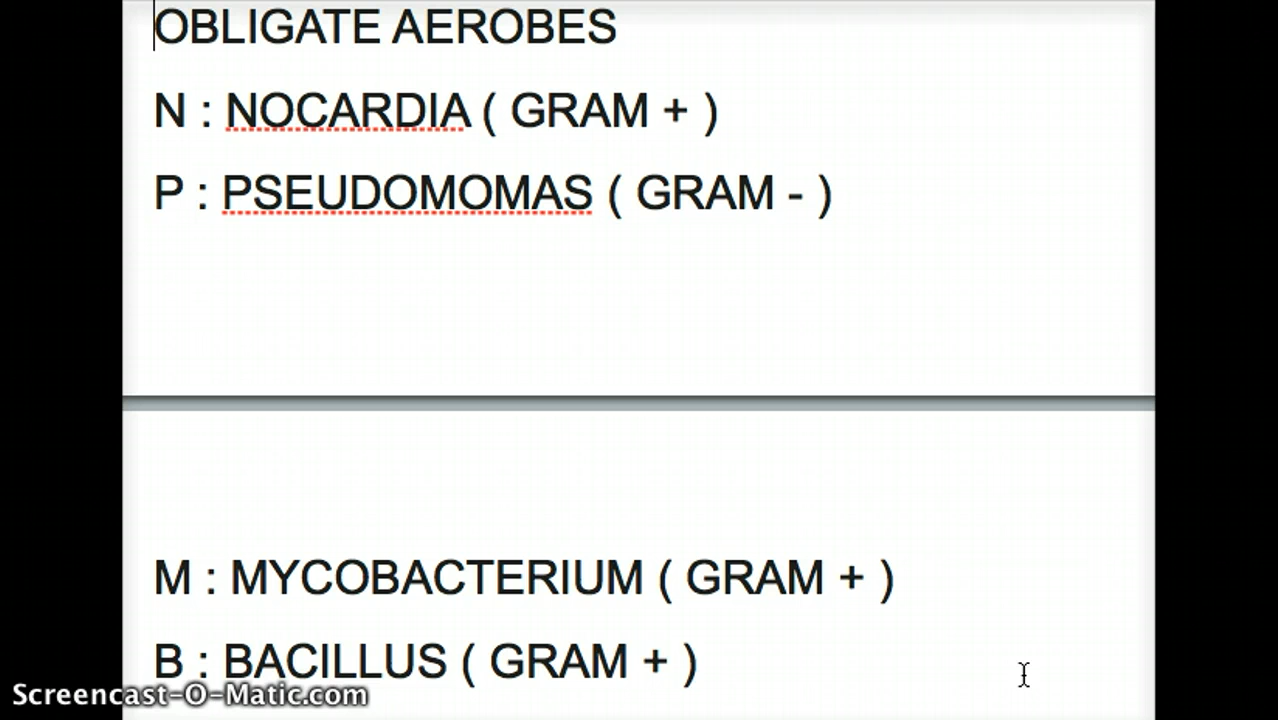 OBLIGATE AEROBES
N : NOCARDIA ( GRAM + )
P : PSEUDOMOMAS ( GRAM - )
M : MYCOBACTERIUM ( GRAM + )
B : BACILLUS ( GRAM + )
Screencast-O-Matic.com